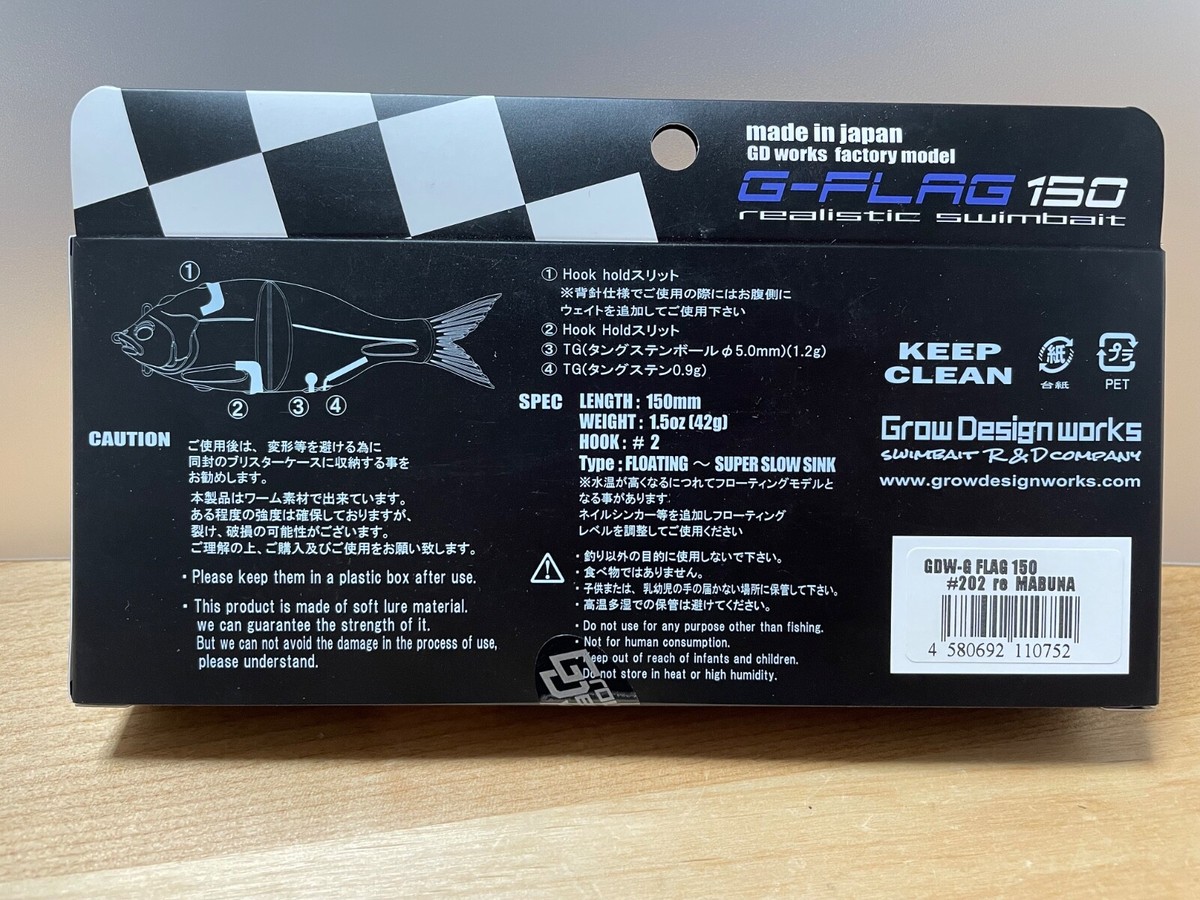 made in japan
GD works factory model
G-FLAG 150
realistic swimbait
①
②
③ ④
① Hook holdスリット
※背針仕様でご使用の際にはお腹側に
ウェイトを追加してご使用下さい
② Hook Holdスリット
③ TG(タングステンボールφ5.0mm)(1.2g)
④ TG(タングステン0.9g)
SPEC LENGTH : 150mm
WEIGHT : 1.5oz (42g)
HOOK : # 2
Type : FLOATING ～ SUPER SLOW SINK
※水温が高くなるにつれてフローティングモデルと
なる事があります
ネイルシンカー等を追加しフローティング
レベルを調整してご使用ください
CAUTION
ご使用後は、変形等を避ける為に
同封のブリスターケースに収納する事を
お勧めします。
本製品はワーム素材で出来ています。
ある程度の強度は確保しておりますが、
裂け、破損の可能性がございます。
ご理解の上、ご購入及びご使用をお願い致します。
・Please keep them in a plastic box after use.
・This product is made of soft lure material.
we can guarantee the strength of it.
But we can not avoid the damage in the process of use,
please understand.
・釣り以外の目的に使用しないで下さい。
・食べ物ではありません。
・子供または、乳幼児の手の届かない場所に保管して下さい。
・高温多湿での保管は避けてください。
・Do not use for any purpose other than fishing.
・Not for human consumption.
・Keep out of reach of infants and children.
・Do not store in heat or high humidity.
KEEP
CLEAN
紙
台紙
プラ
PET
Grow Design works
SWIMBAIT R&D COMPANY
www.growdesignworks.com
GDW-G FLAG 150
#202 re MABUNA
4 580692 110752